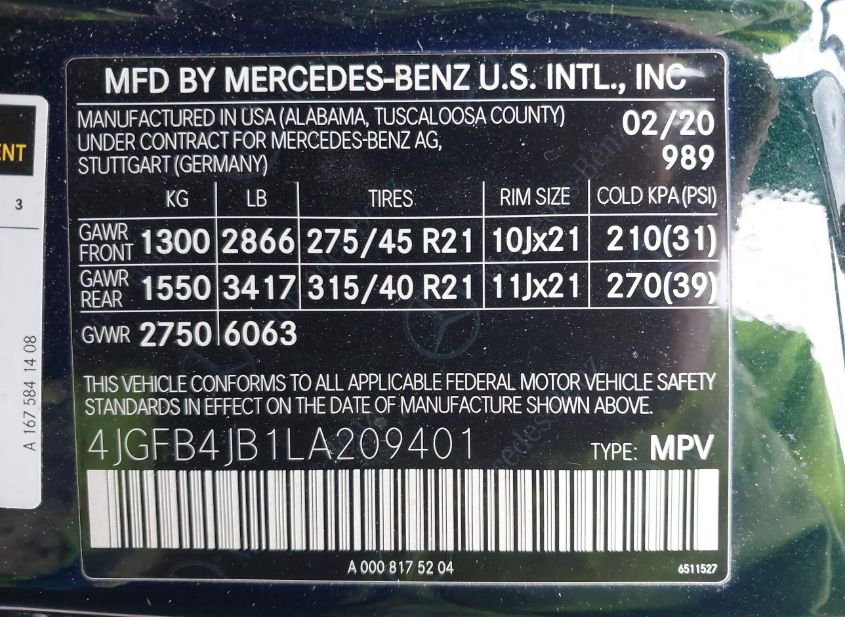 MFD BY MERCEDES-BENZ U.S. INTL., INC
MANUFACTURED IN USA (ALABAMA, TUSCALOOSA COUNTY)
UNDER CONTRACT FOR MERCEDES-BENZ AG,
STUTTGART (GERMANY)
02/20
989
KG LB TIRES RIM SIZE COLD KPA (PSI)
GAWR FRONT 1300 2866 275/45 R21 10Jx21 210(31)
GAWR REAR 1550 3417 315/40 R21 11Jx21 270(39)
GVWR 2750 6063
THIS VEHICLE CONFORMS TO ALL APPLICABLE FEDERAL MOTOR VEHICLE SAFETY
STANDARDS IN EFFECT ON THE DATE OF MANUFACTURE SHOWN ABOVE.
4JGFB4JB1LA209401 TYPE: MPV
A 000 817 52 04 6511527
ENT
3
A 167 584 14 08